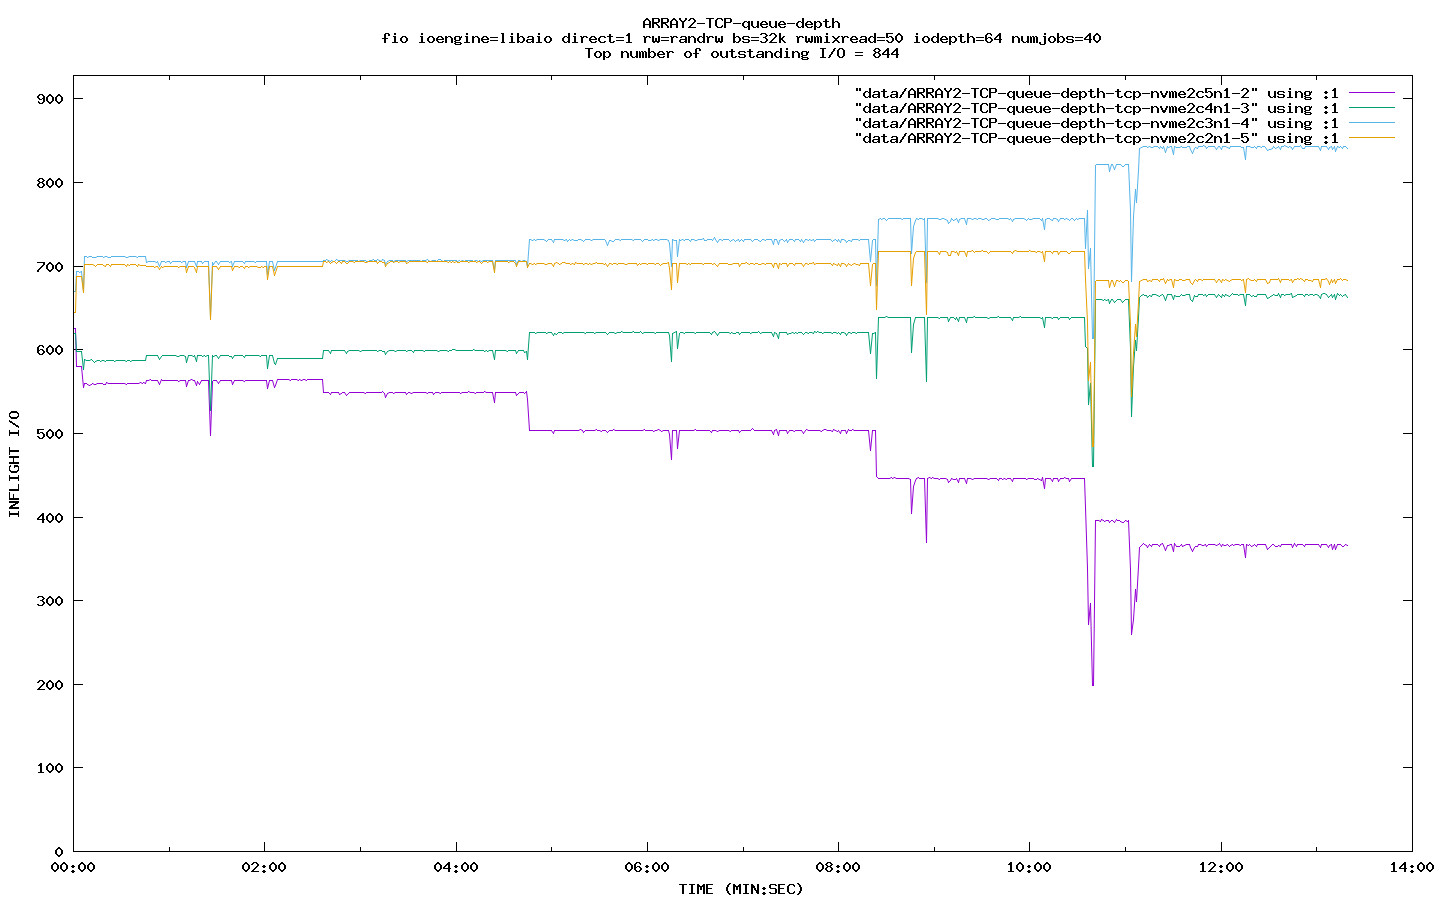 ARRAY2-TCP-queue-depth
fio ioengine=libaio direct=1 rw=randrw bs=32k rwmixread=50 iodepth=64 numjobs=40
Top number of outstanding I/O = 844
"data/ARRAY2-TCP-queue-depth-tcp-nvme2c5n1-2" using :1
"data/ARRAY2-TCP-queue-depth-tcp-nvme2c4n1-3" using :1
"data/ARRAY2-TCP-queue-depth-tcp-nvme2c3n1-4" using :1
"data/ARRAY2-TCP-queue-depth-tcp-nvme2c2n1-5" using :1
900
800
700
600
500
400
300
200
100
0
INFLIGHT I/O
00:00 02:00 04:00 06:00 08:00 10:00 12:00 14:00
TIME (MIN:SEC)